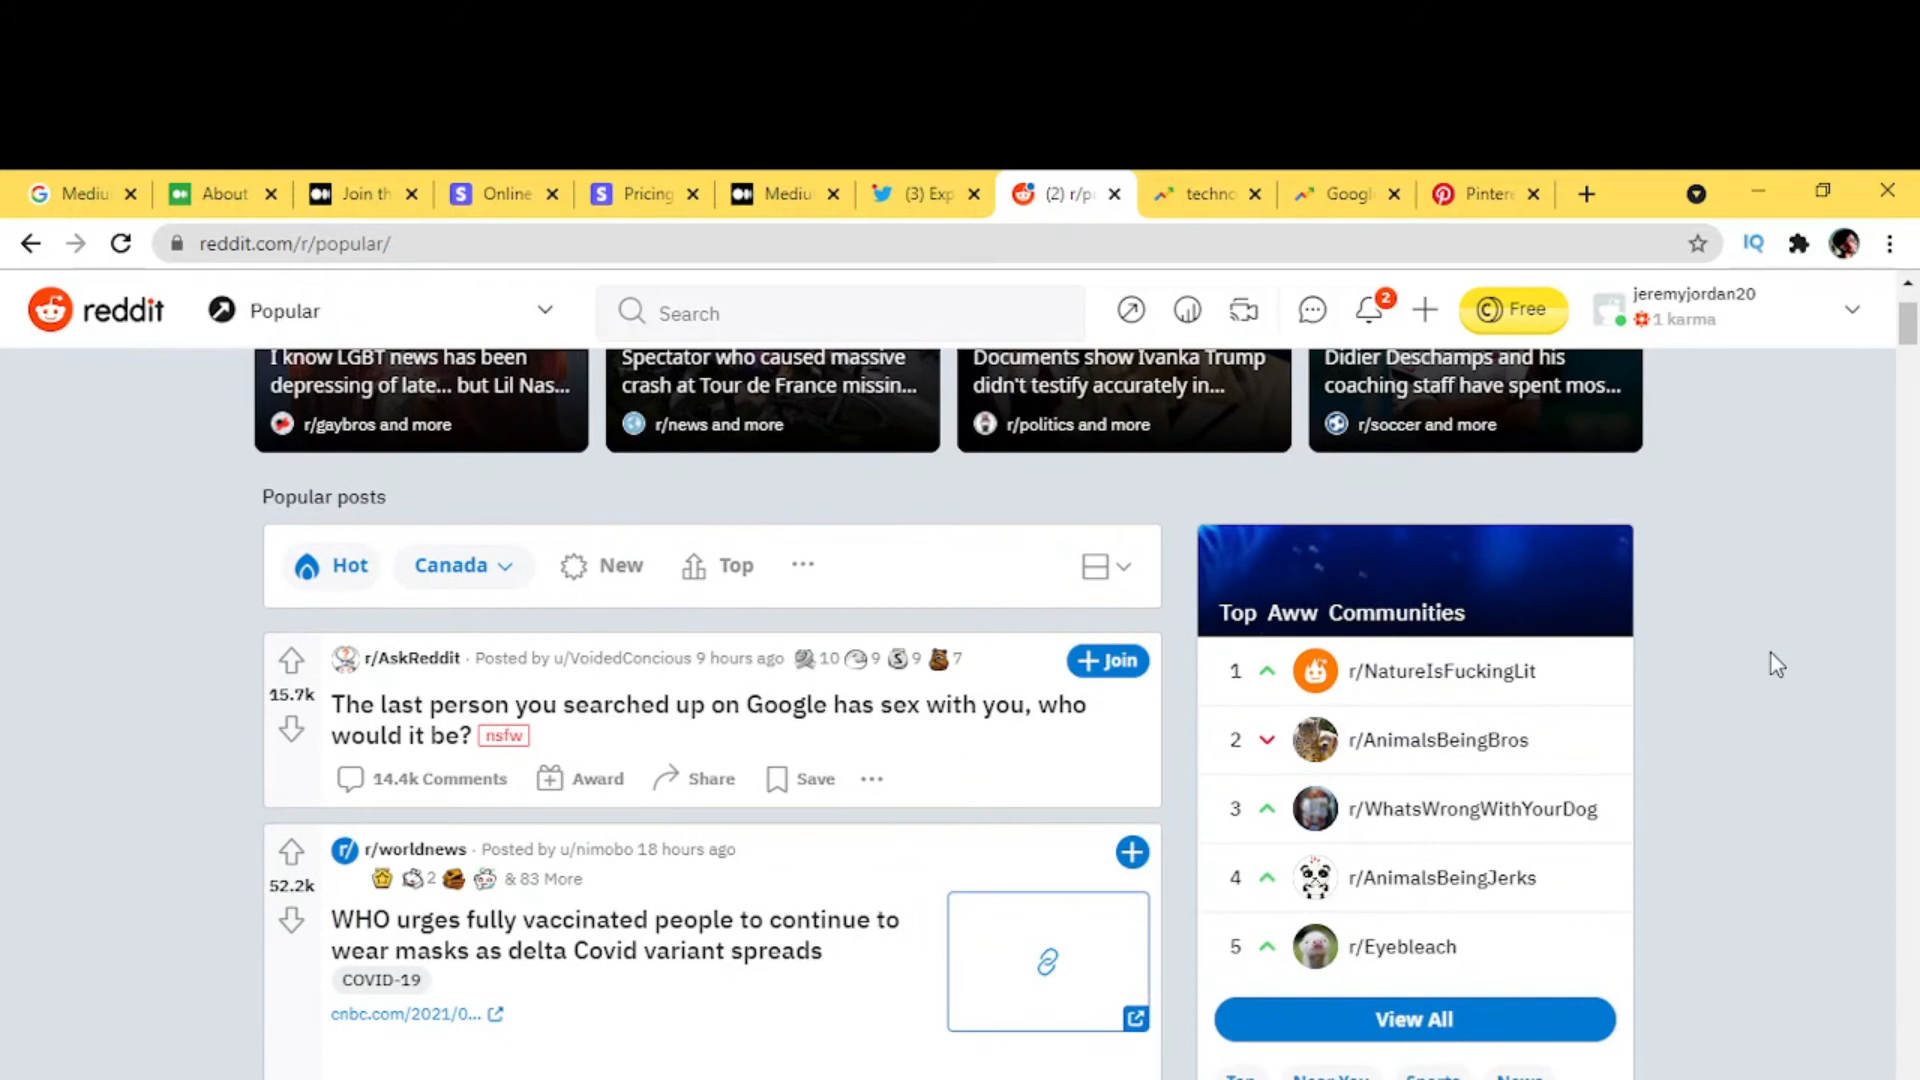 Mediu
About
Join th
Online
Pricing
Mediu
(3) Exp
(2) r/p
techno
Google
Pinter
reddit.com/r/popular/
IQ
reddit
Popular
Search
2
Free
jeremyjordan20
1 karma
I know LGBT news has been
depressing of late... but Lil Nas...
r/gaybros and more
Spectator who caused massive
crash at Tour de France missin...
r/news and more
Documents show Ivanka Trump
didn't testify accurately in...
r/politics and more
Didier Deschamps and his
coaching staff have spent mos...
r/soccer and more
Popular posts
Hot
Canada
New
Top
...
r/AskReddit · Posted by u/VoidedConcious 9 hours ago 10 9 9 7
Join
15.7k
The last person you searched up on Google has sex with you, who
would it be? nsfw
14.4k Comments
Award
Share
Save
...
r/worldnews · Posted by u/nimobo 18 hours ago
2 & 83 More
52.2k
WHO urges fully vaccinated people to continue to
wear masks as delta Covid variant spreads
COVID-19
cnbc.com/2021/0...
Top Aww Communities
1 r/NatureIsFuckingLit
2 r/AnimalsBeingBros
3 r/WhatsWrongWithYourDog
4 r/AnimalsBeingJerks
5 r/Eyebleach
View All
Top
Near You
Sports
News